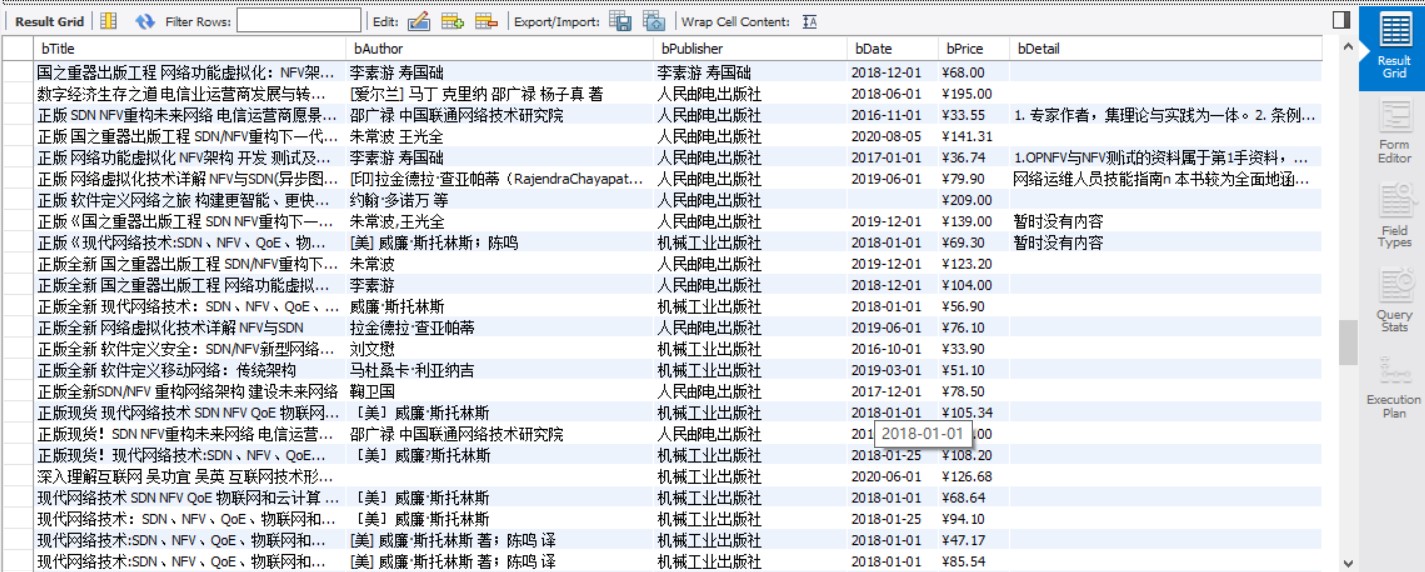 Result Grid Filter Rows: Edit: Export/Import: Wrap Cell Content:
bTitle bAuthor bPublisher bDate bPrice bDetail
国之重器出版工程 网络功能虚拟化：NFV架... 李素游 寿国础 李素游 寿国础 2018-12-01 ¥68.00
数字经济生存之道 电信业运营商发展与转... [爱尔兰] 马丁 克里纳 邵广禄 杨子真 著 人民邮电出版社 2018-06-01 ¥195.00
正版 SDN NFV重构未来网络 电信运营商愿景... 邵广禄 中国联通网络技术研究院 人民邮电出版社 2016-11-01 ¥33.55 1. 专家作者，集理论与实践为一体。2. 条例...
正版 国之重器出版工程 SDN/NFV重构下一代... 朱常波 王光全 人民邮电出版社 2020-08-05 ¥141.31
正版 网络功能虚拟化 NFV架构 开发 测试及... 李素游 寿国础 人民邮电出版社 2017-01-01 ¥36.74 1.OPNFV与NFV测试的资料属于第1手资料，...
正版 网络虚拟化技术详解 NFV与SDN(异步图... [印]拉金德拉·查亚帕蒂（RajendraChayapat... 人民邮电出版社 2019-06-01 ¥79.90 网络运维人员技能指南n 本书较为全面地涵...
正版 软件定义网络之旅 构建更智能、更快... 约翰·多诺万 等 ¥209.00
正版《国之重器出版工程 SDN NFV重构下一... 朱常波,王光全 人民邮电出版社 2019-12-01 ¥139.00 暂时没有内容
正版《现代网络技术:SDN、NFV、QoE、物... [美] 威廉·斯托林斯；陈鸣 机械工业出版社 2018-01-01 ¥69.30 暂时没有内容
正版全新 国之重器出版工程 SDN/NFV重构下... 朱常波 人民邮电出版社 2019-12-01 ¥123.20
正版全新 国之重器出版工程 网络功能虚拟... 李素游 人民邮电出版社 2018-12-01 ¥104.00
正版全新 现代网络技术：SDN、NFV、QoE、... 威廉·斯托林斯 机械工业出版社 2018-01-01 ¥56.90
正版全新 网络虚拟化技术详解 NFV与SDN 拉金德拉·查亚帕蒂 人民邮电出版社 2019-06-01 ¥76.10
正版全新 软件定义安全：SDN/NFV新型网络... 刘文懋 机械工业出版社 2016-10-01 ¥33.90
正版全新 软件定义移动网络：传统架构 马杜桑卡·利亚纳吉 机械工业出版社 2019-03-01 ¥51.10
正版全新SDN/NFV 重构网络架构 建设未来网络 鞠卫国 人民邮电出版社 2017-12-01 ¥78.50
正版现货 现代网络技术 SDN NFV QoE 物联网... ［美］威廉·斯托林斯 机械工业出版社 2018-01-01 ¥105.34
正版现货！SDN NFV重构未来网络 电信运营... 邵广禄 中国联通网络技术研究院 人民邮电出版社 201 2018-01-01 .00
正版现货！现代网络技术:SDN、NFV、QoE... ［美］威廉?斯托林斯 机械工业出版社 2018-01-25 ¥108.20
深入理解互联网 吴功宜 吴英 互联网技术形... 机械工业出版社 2020-06-01 ¥126.68
现代网络技术 SDN NFV QoE 物联网和云计算 ... ［美］威廉·斯托林斯 机械工业出版社 2018-01-01 ¥68.64
现代网络技术：SDN、NFV、QoE、物联网和... ［美］威廉·斯托林斯 机械工业出版社 2018-01-25 ¥94.10
现代网络技术:SDN、NFV、QoE、物联网和... [美] 威廉·斯托林斯 著；陈鸣 译 机械工业出版社 2018-01-01 ¥47.17
现代网络技术:SDN、NFV、QoE、物联网和... [美] 威廉·斯托林斯 著；陈鸣 译 机械工业出版社 2018-01-01 ¥85.54
Result
Grid
Form
Editor
Field
Types
Query
Stats
Execution
Plan